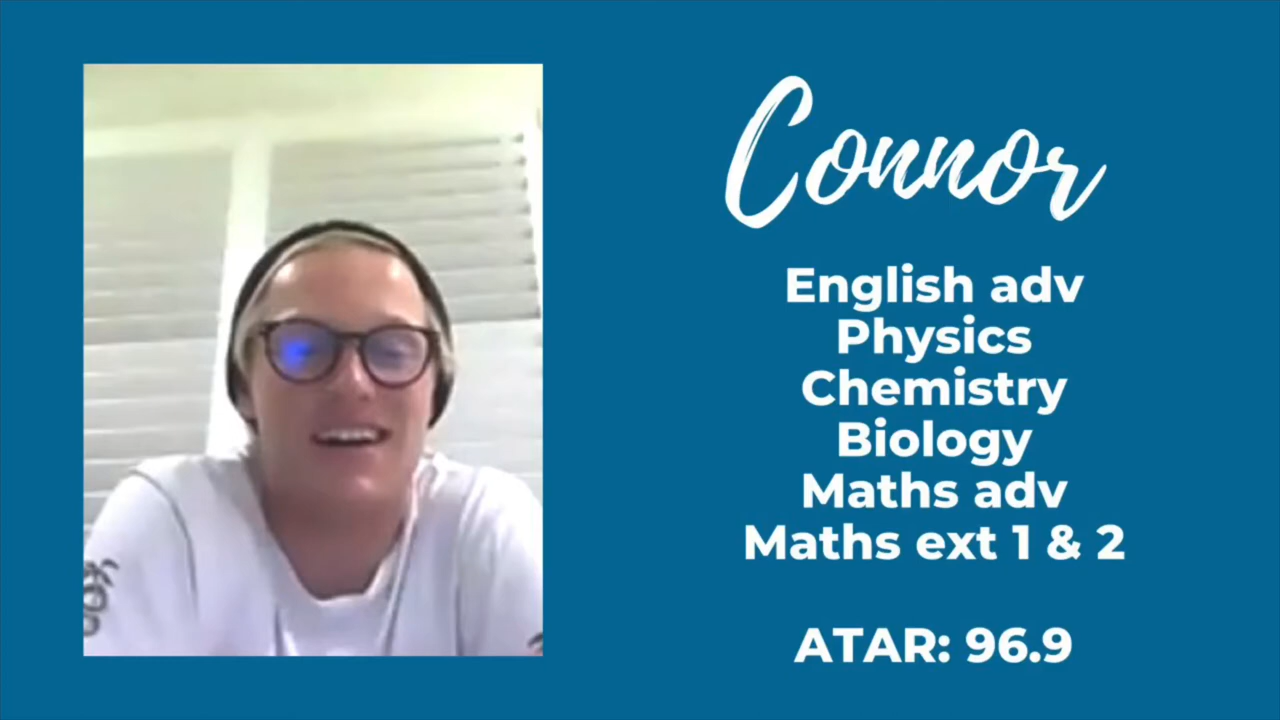 Connor
English adv
Physics
Chemistry
Biology
Maths adv
Maths ext 1 & 2
ATAR: 96.9